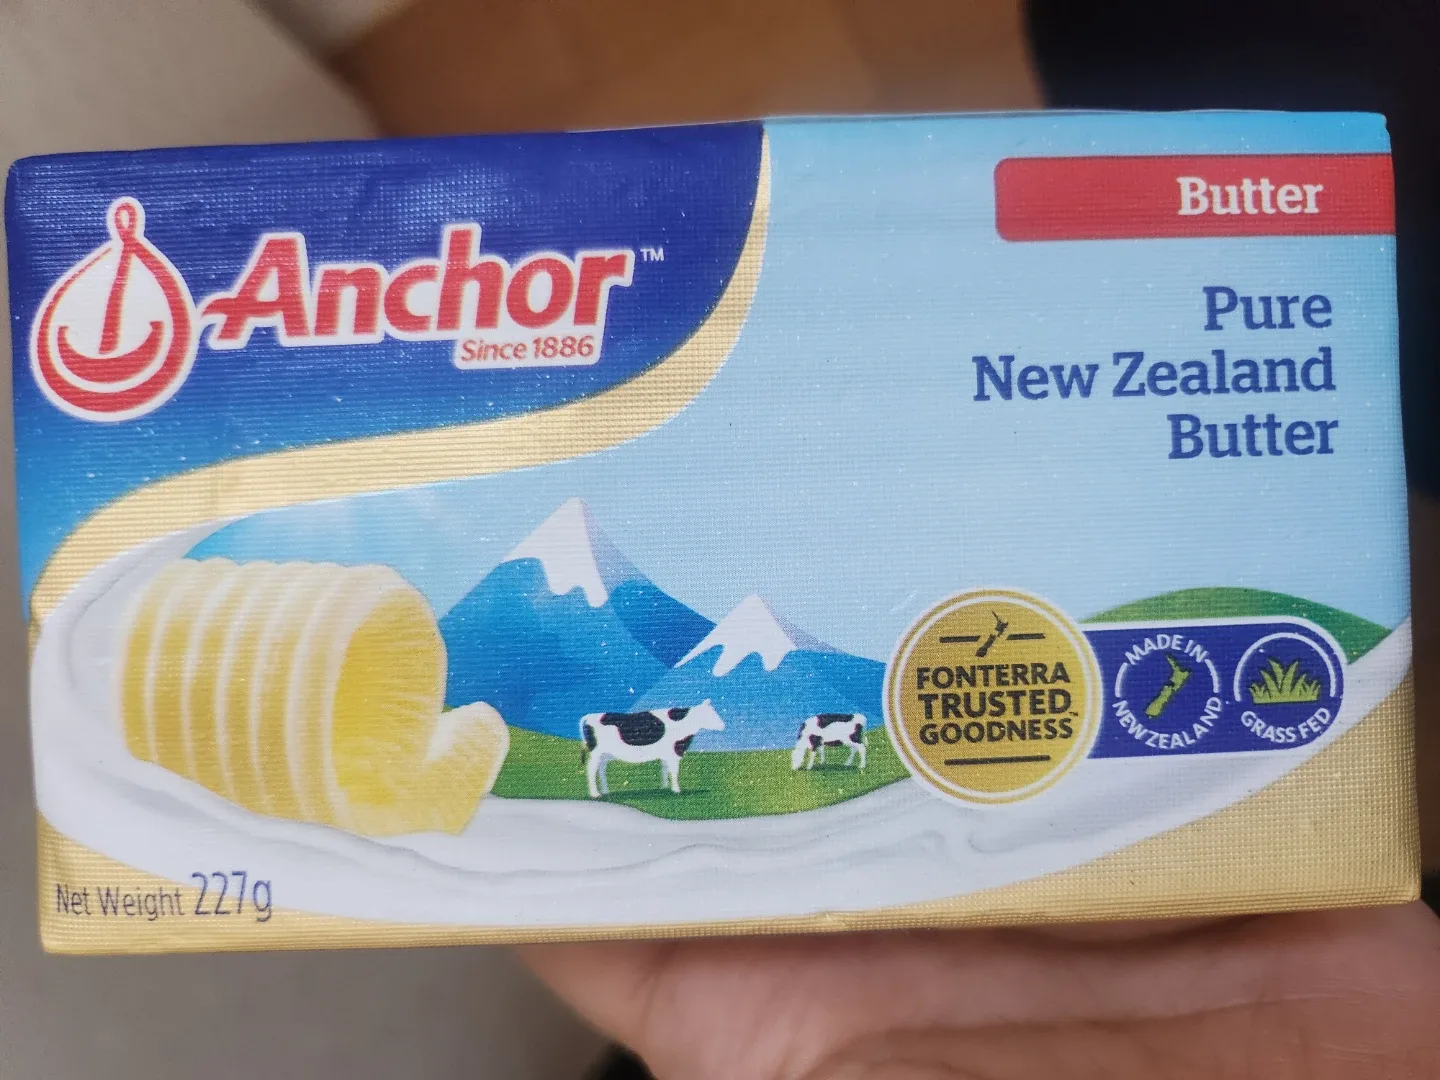 Anchor™
Since 1886
Butter
Pure
New Zealand
Butter
FONTERRA
TRUSTED
GOODNESS™
MADE IN
NEW ZEALAND
GRASS FED
Net Weight 227g